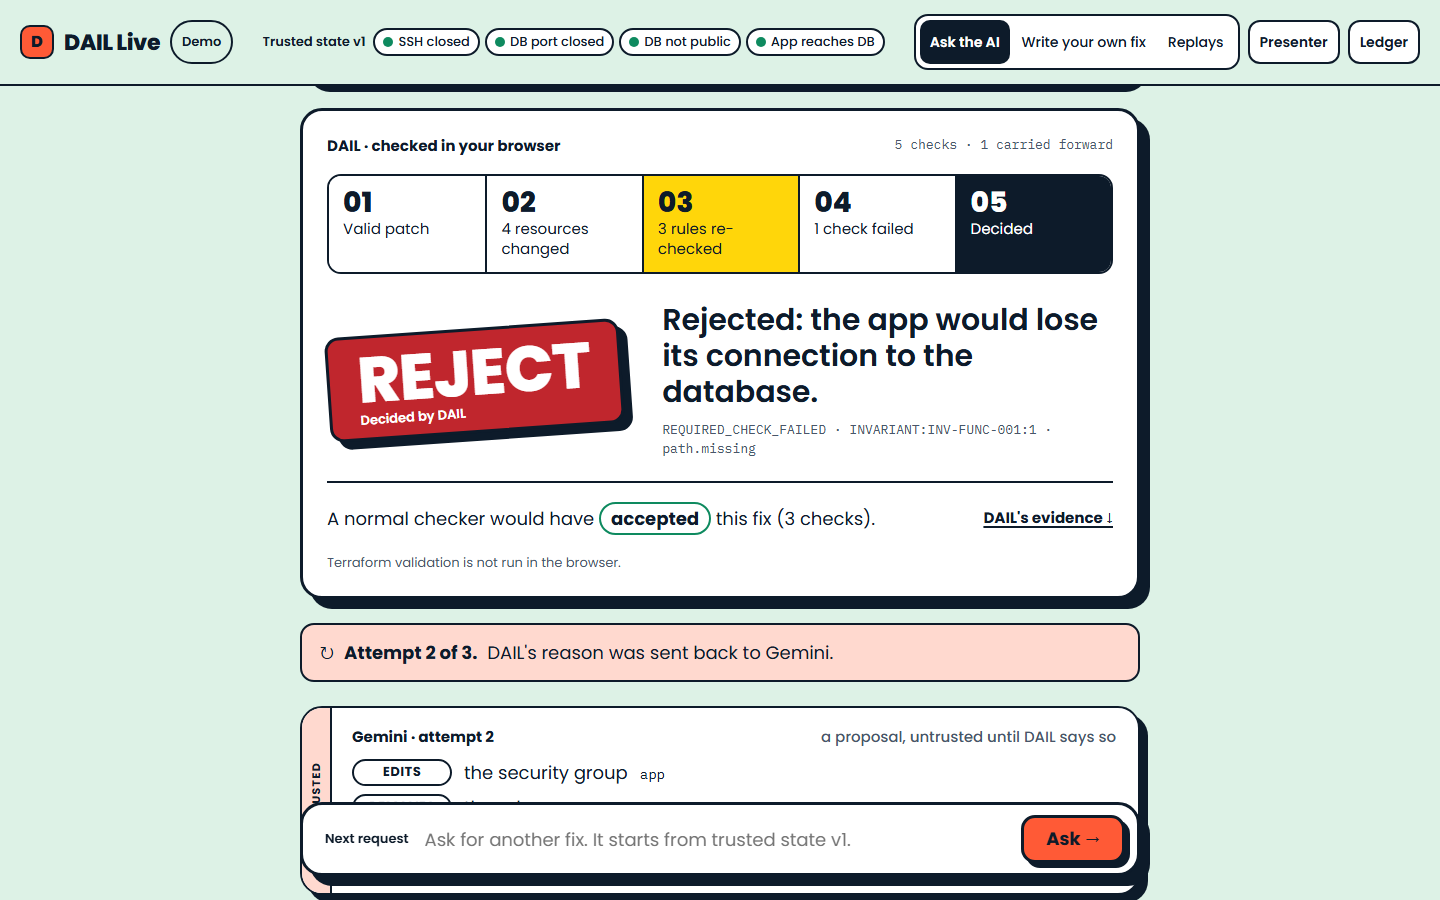 D DAIL Live Demo Trusted state v1 SSH closed DB port closed DB not public App reaches DB Ask the AI Write your own fix Replays Presenter Ledger
DAIL · checked in your browser 5 checks · 1 carried forward
01 02 03 04 05
Valid patch 4 resources 3 rules re- 1 check failed Decided
changed checked
Rejected: the app would lose
its connection to the
database.
REJECT
Decided by DAIL
REQUIRED_CHECK_FAILED · INVARIANT:INV-FUNC-001:1 ·
path.missing
A normal checker would have accepted this fix (3 checks). DAIL's evidence ↓
Terraform validation is not run in the browser.
↻ Attempt 2 of 3. DAIL's reason was sent back to Gemini.
Gemini · attempt 2 a proposal, untrusted until DAIL says so
EDITS the security group app
Next request Ask for another fix. It starts from trusted state v1. Ask →